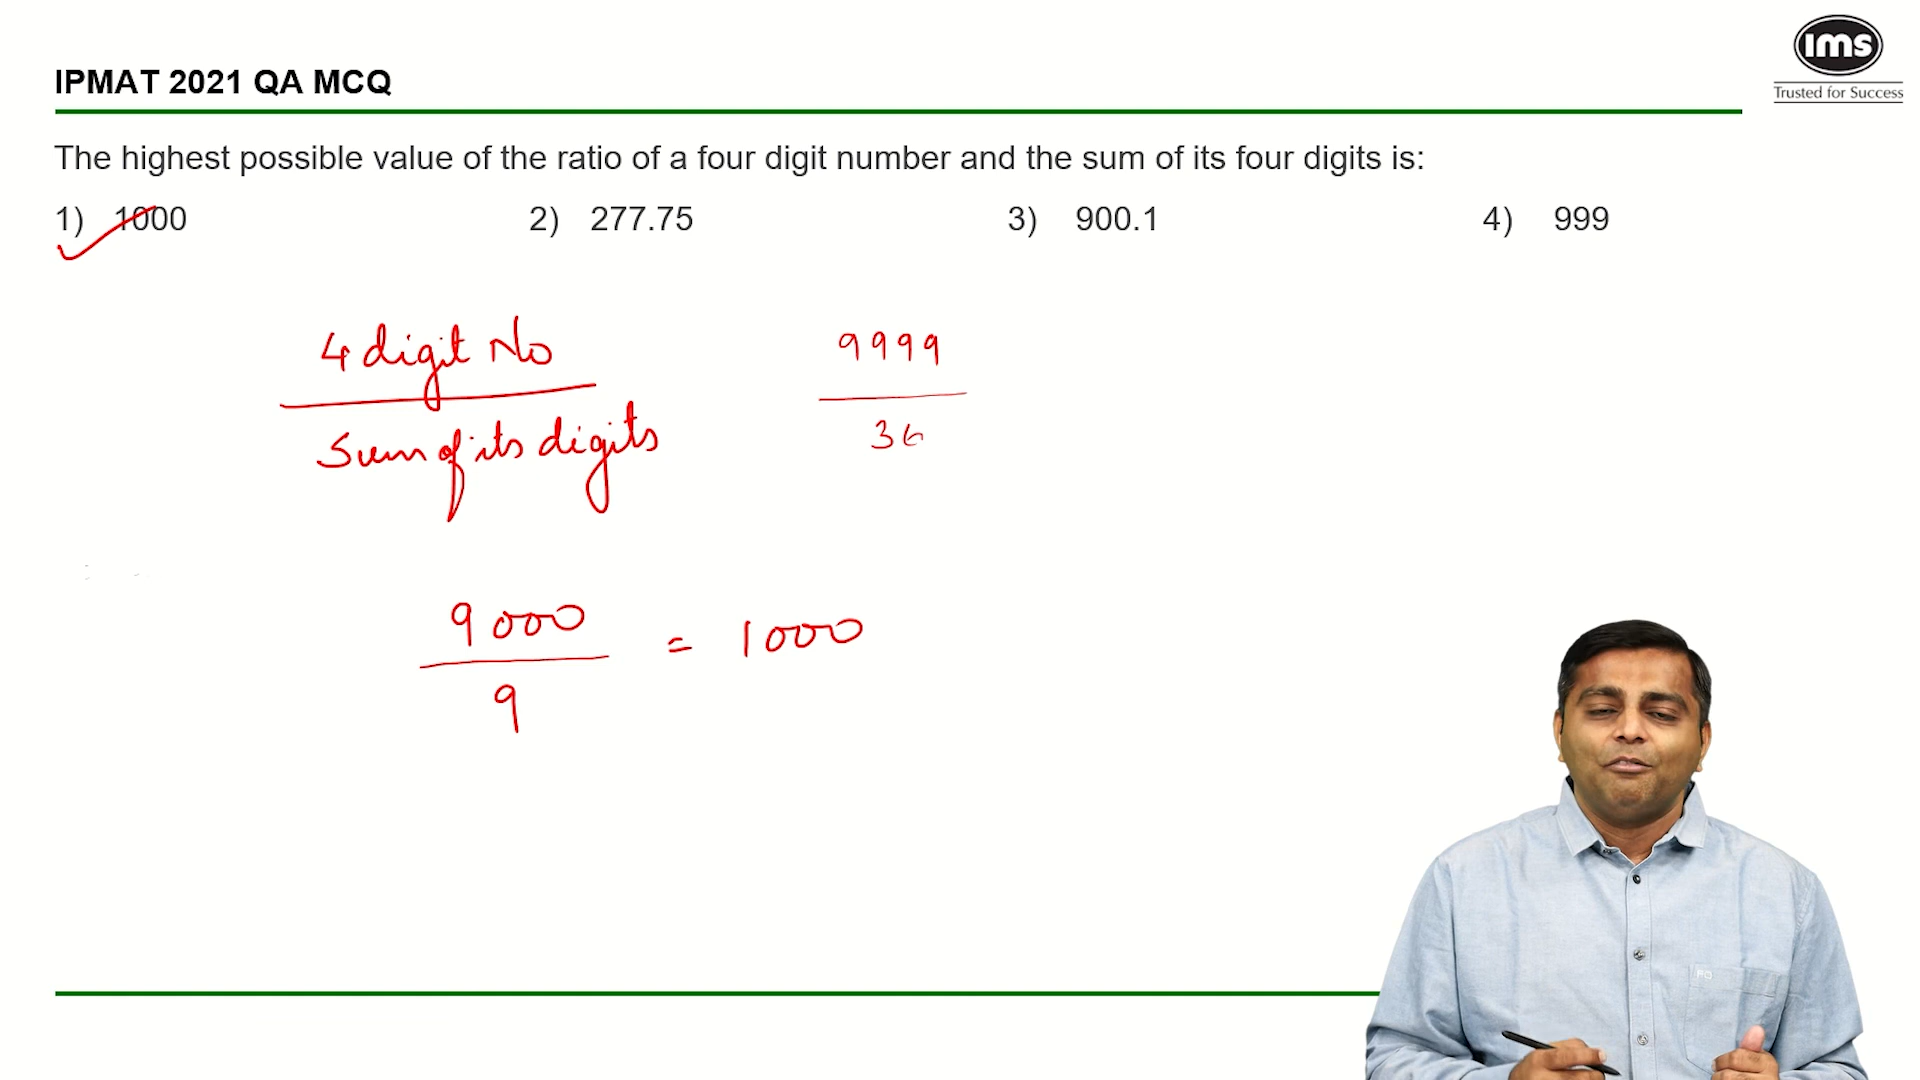 ims
Trusted for Success
IPMAT 2021 QA MCQ
The highest possible value of the ratio of a four digit number and the sum of its four digits is:
1) 1000 2) 277.75 3) 900.1 4) 999
4 digit No
Sum of its digits
9999
36
9000
9
= 1000